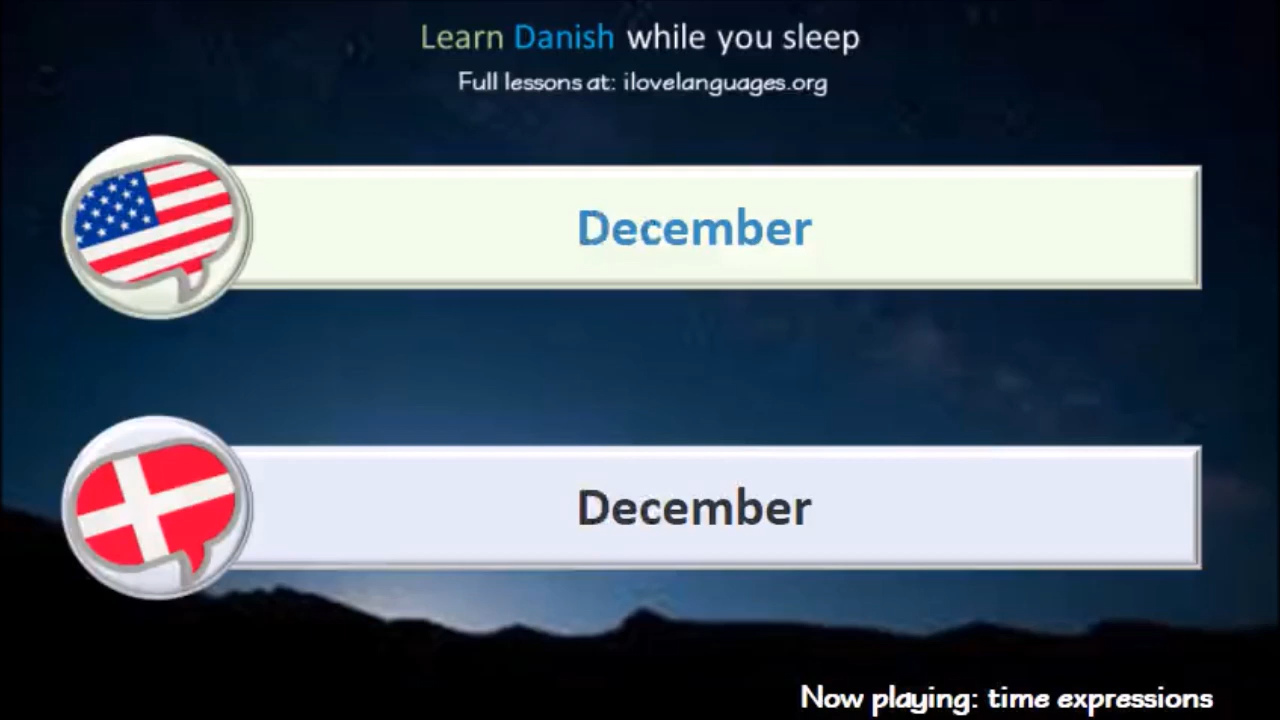 Learn Danish while you sleep
Full lessons at: ilovelanguages.org
December
December
Now playing: time expressions